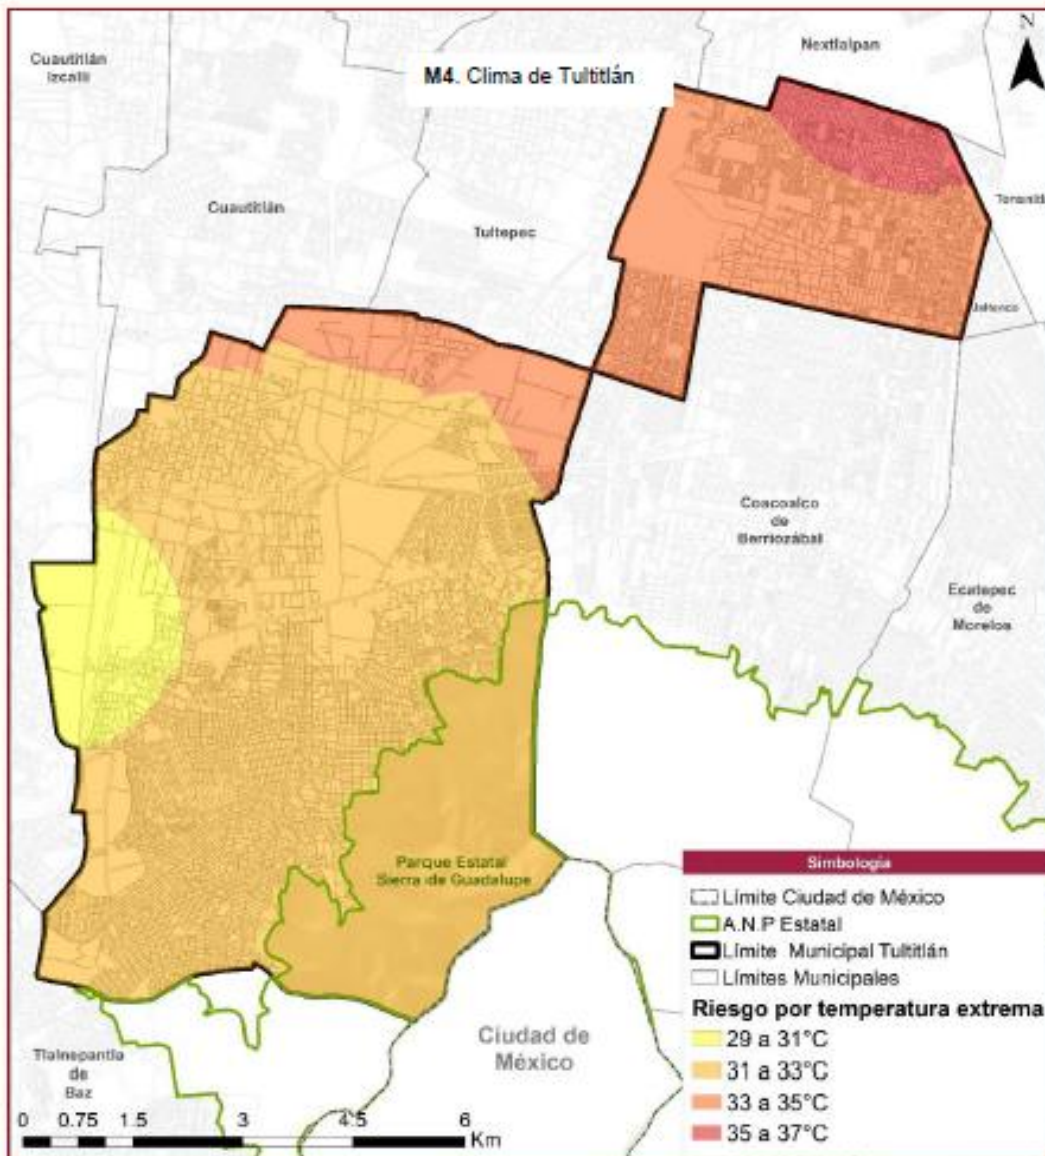 Cuautitlán
Izcalli
Nextlalpan
N
M4. Clima de Tultitlán
Cuautitlán
Tultepec
Jaltenco
Coacoalco
de
Berriozábal
Ecatepec
de
Morelos
Parque Estatal
Sierra de Guadalupe
Ciudad de
México
Tlalnepantla
de
Baz
0 0.75 1.5 3 4.5 6
Km
Simbología
Límite Ciudad de México
A.N.P Estatal
Límite Municipal Tultitlán
Límites Municipales
Riesgo por temperatura extrema
29 a 31°C
31 a 33°C
33 a 35°C
35 a 37°C